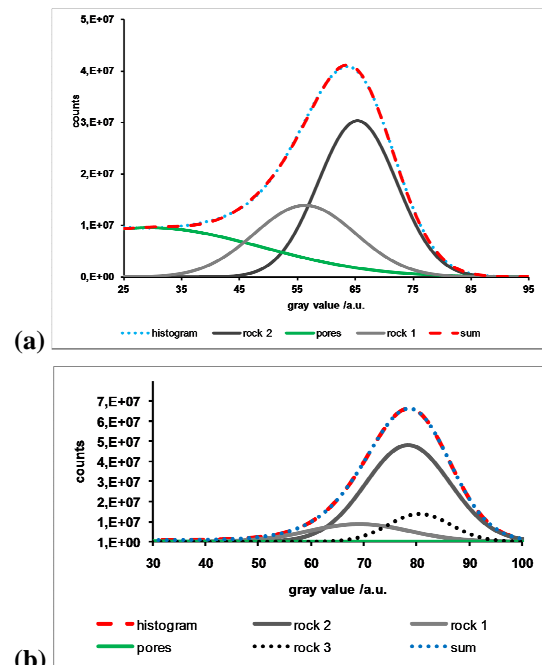 5,E+07
4,E+07
3,E+07
2,E+07
1,E+07
0,E+00
counts
25 35 45 55 65 75 85 95
gray value /a.u.
histogram rock 2 pores rock 1 sum
(a)
7,E+07
6,E+07
5,E+07
4,E+07
3,E+07
2,E+07
1,E+07
1,E+00
counts
30 40 50 60 70 80 90 100
gray value /a.u.
histogram rock 2 rock 1
pores rock 3 sum
(b)